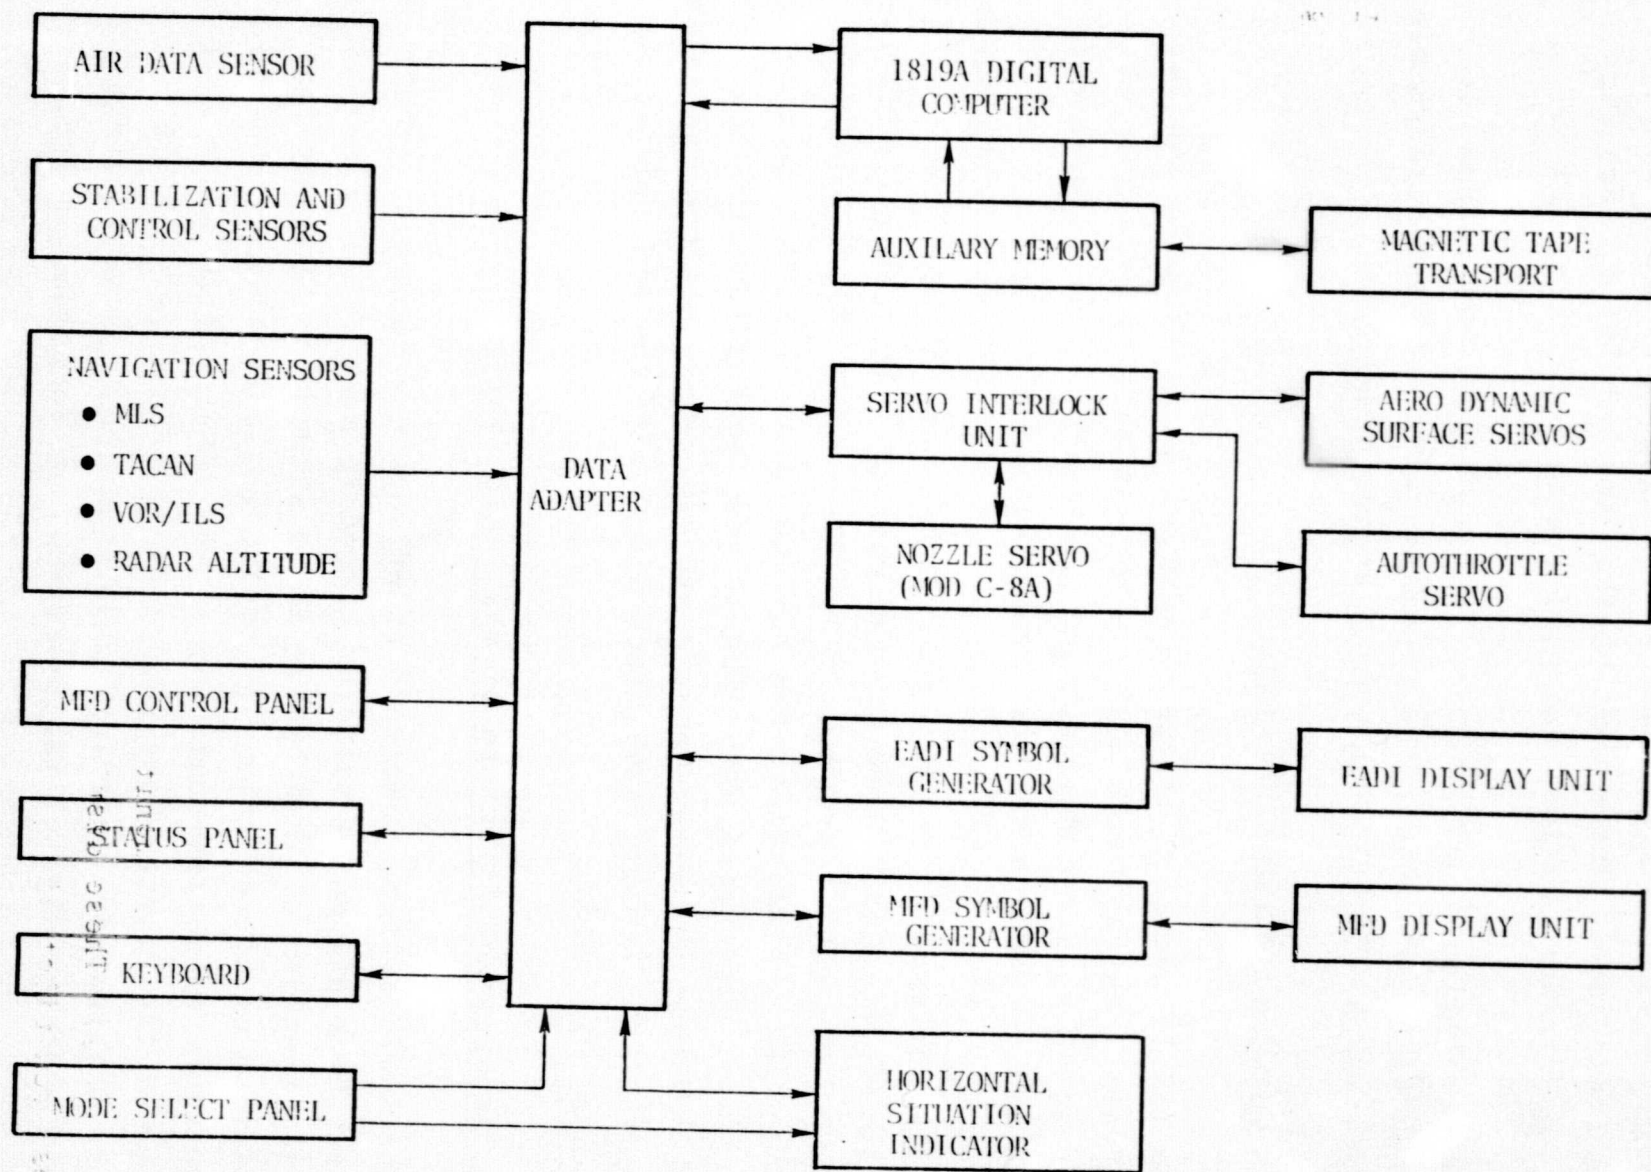 AIR DATA SENSOR
STABILIZATION AND
CONTROL SENSORS
NAVIGATION SENSORS
● MLS
● TACAN
● VOR/ILS
● RADAR ALTITUDE
MFD CONTROL PANEL
STATUS PANEL
KEYBOARD
MODE SELECT PANEL
DATA
ADAPTER
1819A DIGITAL
COMPUTER
AUXILARY MEMORY
MAGNETIC TAPE
TRANSPORT
SERVO INTERLOCK
UNIT
AERO DYNAMIC
SURFACE SERVOS
NOZZLE SERVO
(MOD C-8A)
AUTOTHROTTLE
SERVO
EADI SYMBOL
GENERATOR
EADI DISPLAY UNIT
MFD SYMBOL
GENERATOR
MFD DISPLAY UNIT
HORIZONTAL
SITUATION
INDICATOR